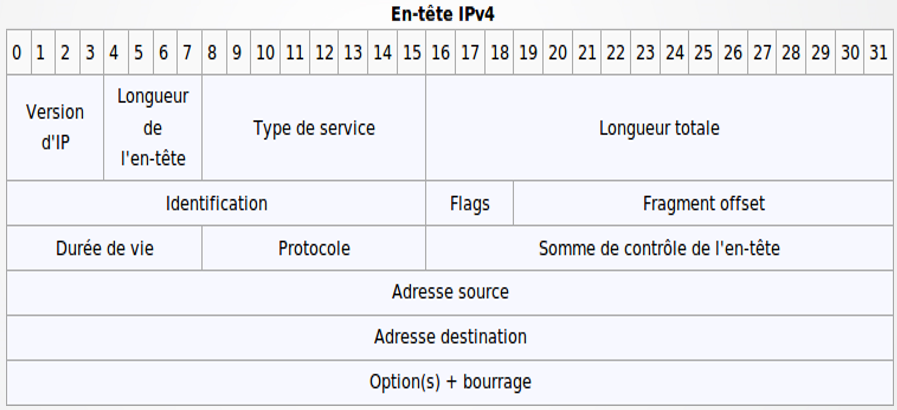 En-tête IPv4
0 1 2 3 4 5 6 7 8 9 10 11 12 13 14 15 16 17 18 19 20 21 22 23 24 25 26 27 28 29 30 31
Version
d'IP
Longueur
de
l'en-tête
Type de service
Longueur totale
Identification
Flags
Fragment offset
Durée de vie
Protocole
Somme de contrôle de l'en-tête
Adresse source
Adresse destination
Option(s) + bourrage